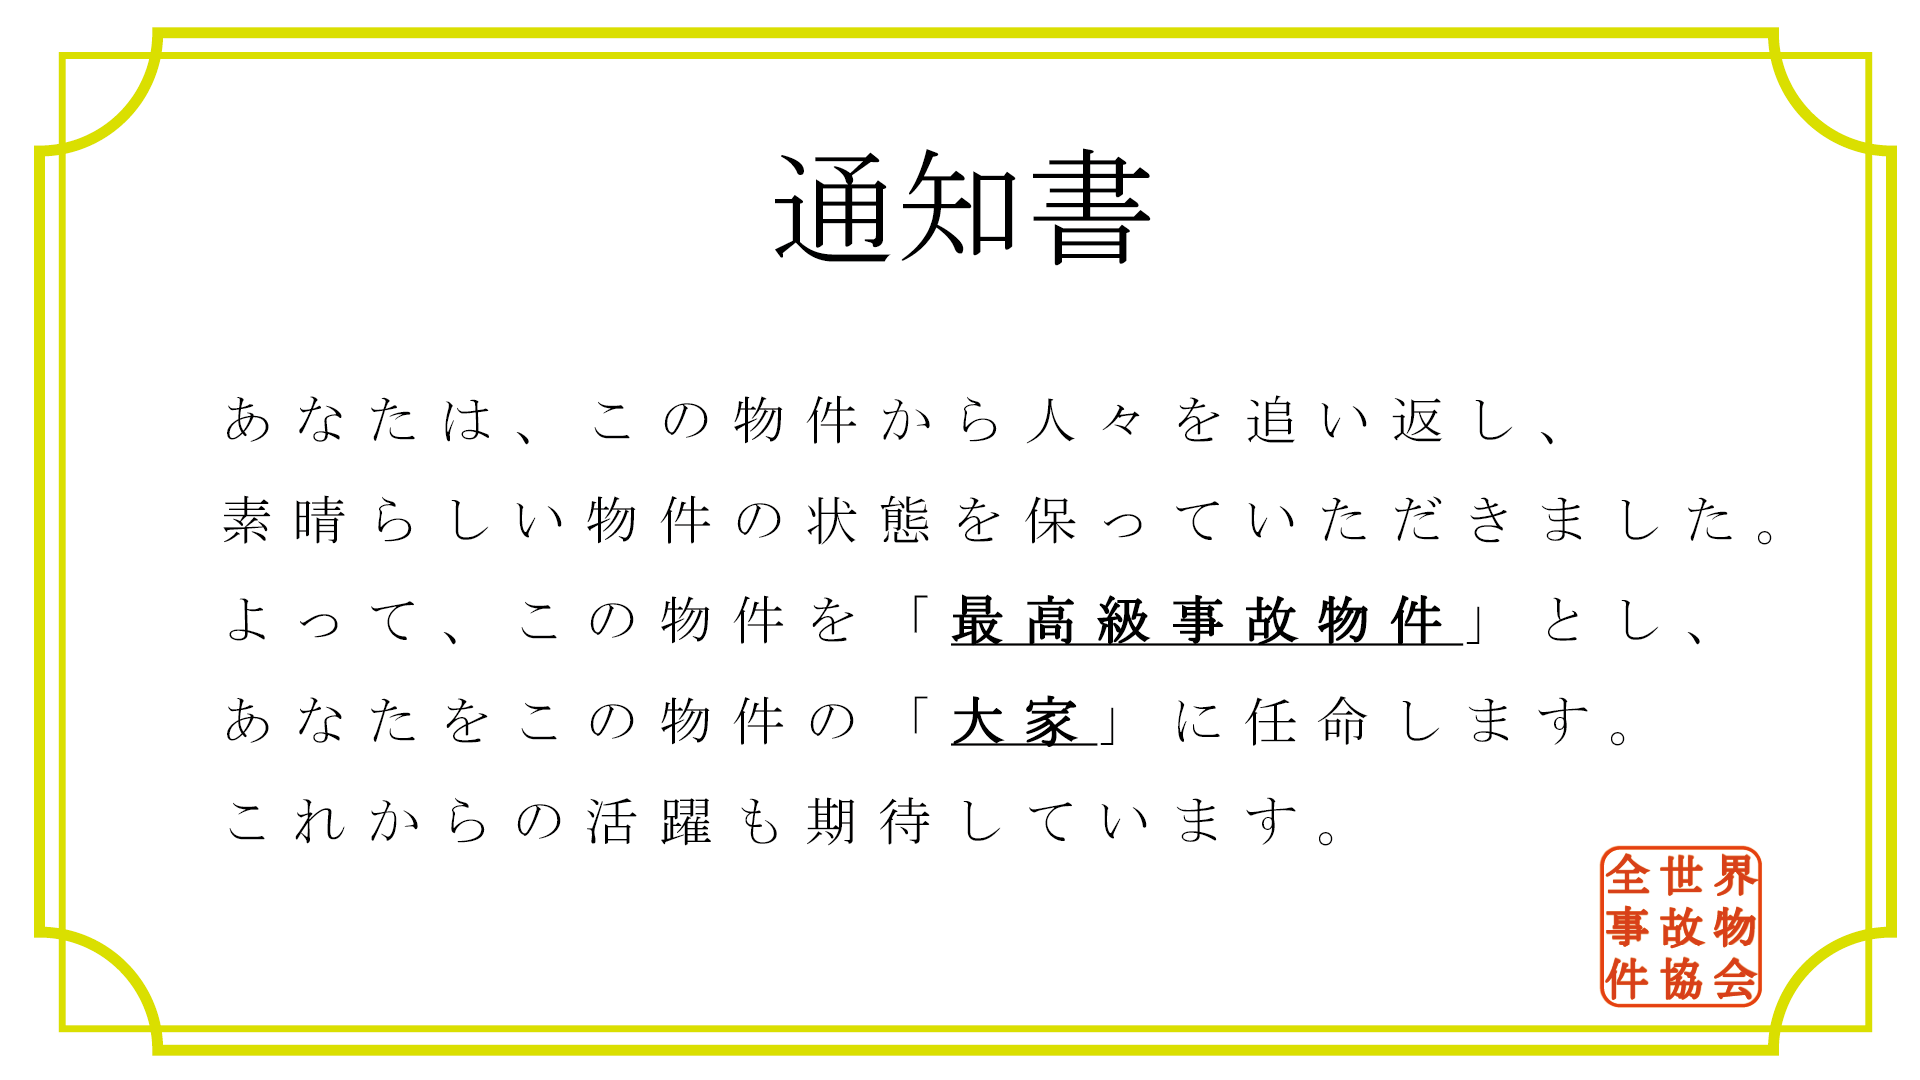 通知書
あなたは、この物件から人々を追い返し、
素晴らしい物件の状態を保っていただきました。
よって、この物件を「最高級事故物件」とし、
あなたをこの物件の「大家」に任命します。
これからの活躍も期待しています。
全世界
事故物
件協会